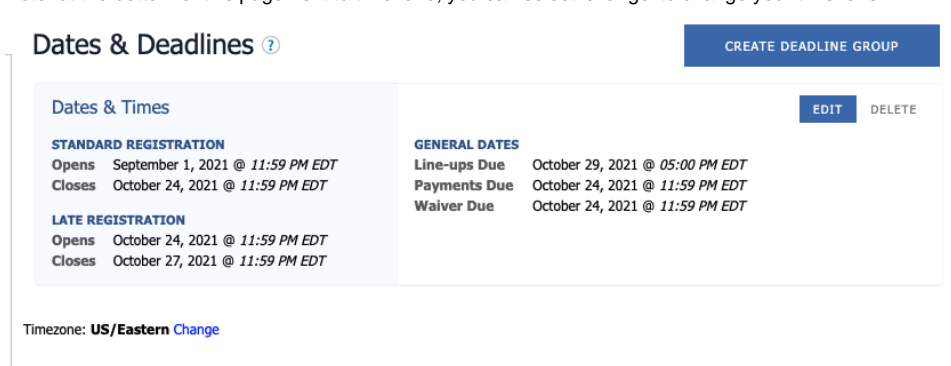 Dates & Deadlines ?
CREATE DEADLINE GROUP
Dates & Times
EDIT DELETE
STANDARD REGISTRATION
Opens September 1, 2021 @ 11:59 PM EDT
Closes October 24, 2021 @ 11:59 PM EDT
LATE REGISTRATION
Opens October 24, 2021 @ 11:59 PM EDT
Closes October 27, 2021 @ 11:59 PM EDT
GENERAL DATES
Line-ups Due October 29, 2021 @ 05:00 PM EDT
Payments Due October 24, 2021 @ 11:59 PM EDT
Waiver Due October 24, 2021 @ 11:59 PM EDT
Timezone: US/Eastern Change